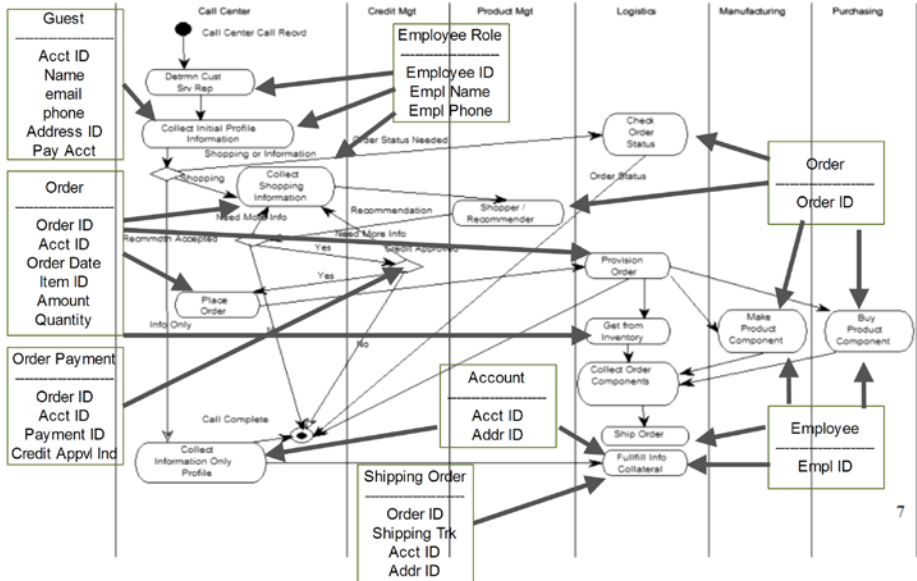 Call Center
Credit Mgt
Product Mgt
Logistics
Manufacturing
Purchasing
Guest
Acct ID
Name
email
phone
Address ID
Pay Acct
Call Center Call Recvd
Employee Role
Employee ID
Empl Name
Empl Phone
Detrmn Cust
Srv Rep
Collect Initial Profile
Information
Check
Order
Status
Order Status Needed
Shopping or Information
Shopping
Collect
Shopping
Information
Order Status
Order
Order ID
Order
Order ID
Acct ID
Order Date
Item ID
Amount
Quantity
Need More Info
Recommendation
Shopper /
Recommender
Need More Info
Recmmdtn Accepted
Yes
Credit Approved
Yes
Provision
Order
Place
Order
Info Only
No
Get from
Inventory
Make
Product
Component
Buy
Product
Component
Order Payment
Order ID
Acct ID
Payment ID
Credit Appvl Ind
Account
Acct ID
Addr ID
Collect Order
Components
Call Complete
Ship Order
Employee
Empl ID
Collect
Information Only
Profile
Fullfill Info
Collateral
Shipping Order
Order ID
Shipping Trk
Acct ID
Addr ID
7